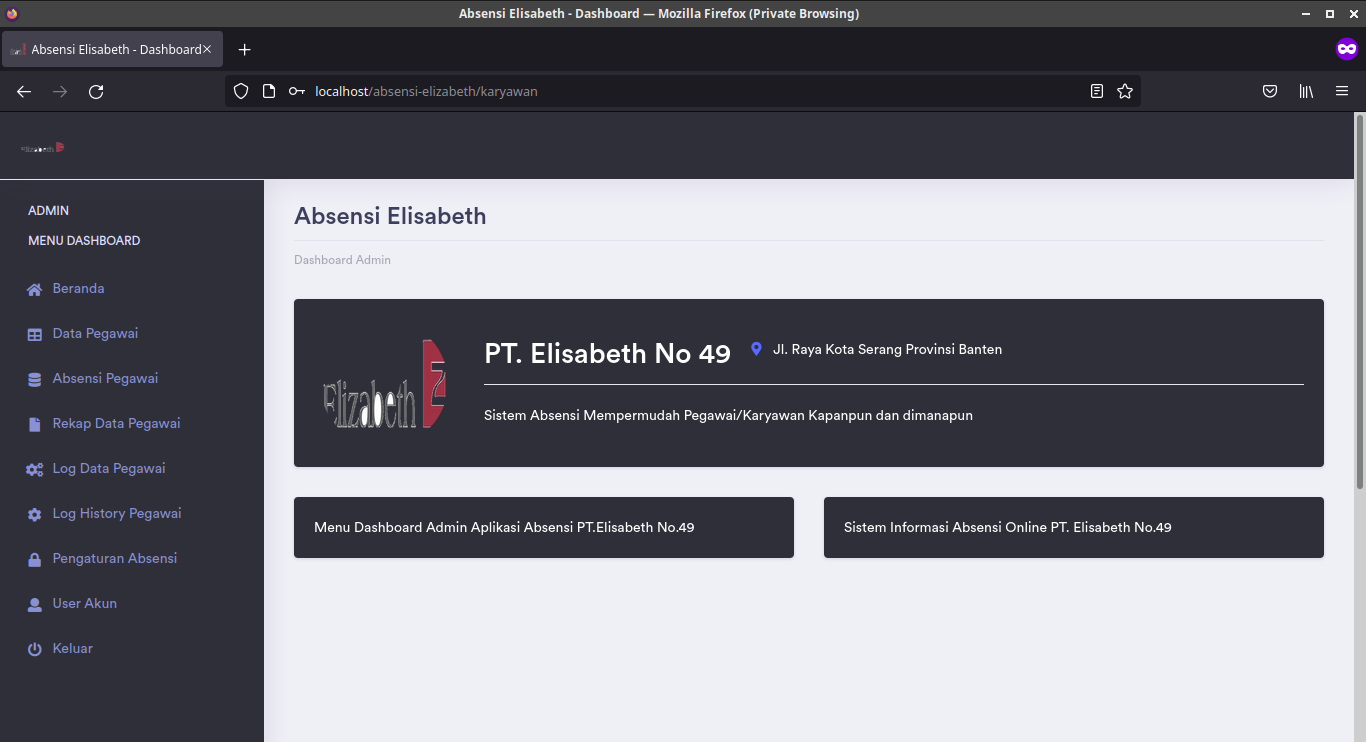 Absensi Elisabeth - Dashboard — Mozilla Firefox (Private Browsing)
Absensi Elisabeth - Dashboard
localhost/absensi-elizabeth/karyawan
Elizabeth
ADMIN
MENU DASHBOARD
Beranda
Data Pegawai
Absensi Pegawai
Rekap Data Pegawai
Log Data Pegawai
Log History Pegawai
Pengaturan Absensi
User Akun
Keluar
Absensi Elisabeth
Dashboard Admin
Elizabeth
PT. Elisabeth No 49
Jl. Raya Kota Serang Provinsi Banten
Sistem Absensi Mempermudah Pegawai/Karyawan Kapanpun dan dimanapun
Menu Dashboard Admin Aplikasi Absensi PT.Elisabeth No.49
Sistem Informasi Absensi Online PT. Elisabeth No.49